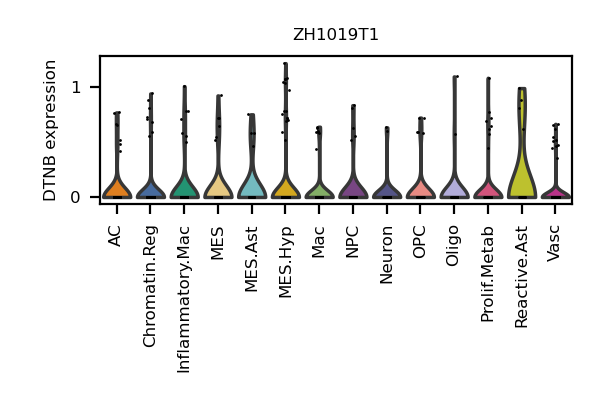 ZH1019T1
DTNB expression
1
0
AC
Chromatin.Reg
Inflammatory.Mac
MES
MES.Ast
MES.Hyp
Mac
NPC
Neuron
OPC
Oligo
Prolif.Metab
Reactive.Ast
Vasc